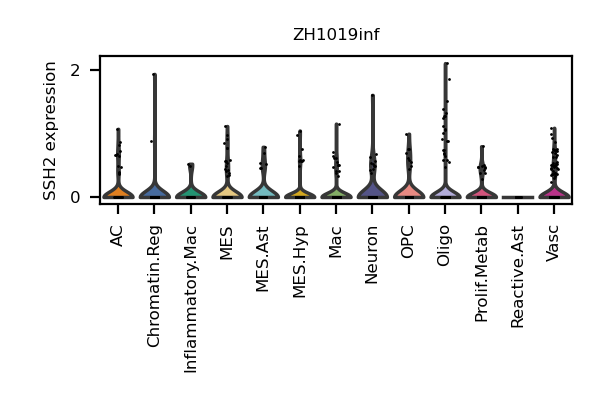 ZH1019inf
SSH2 expression
2
0
AC
Chromatin.Reg
Inflammatory.Mac
MES
MES.Ast
MES.Hyp
Mac
Neuron
OPC
Oligo
Prolif.Metab
Reactive.Ast
Vasc